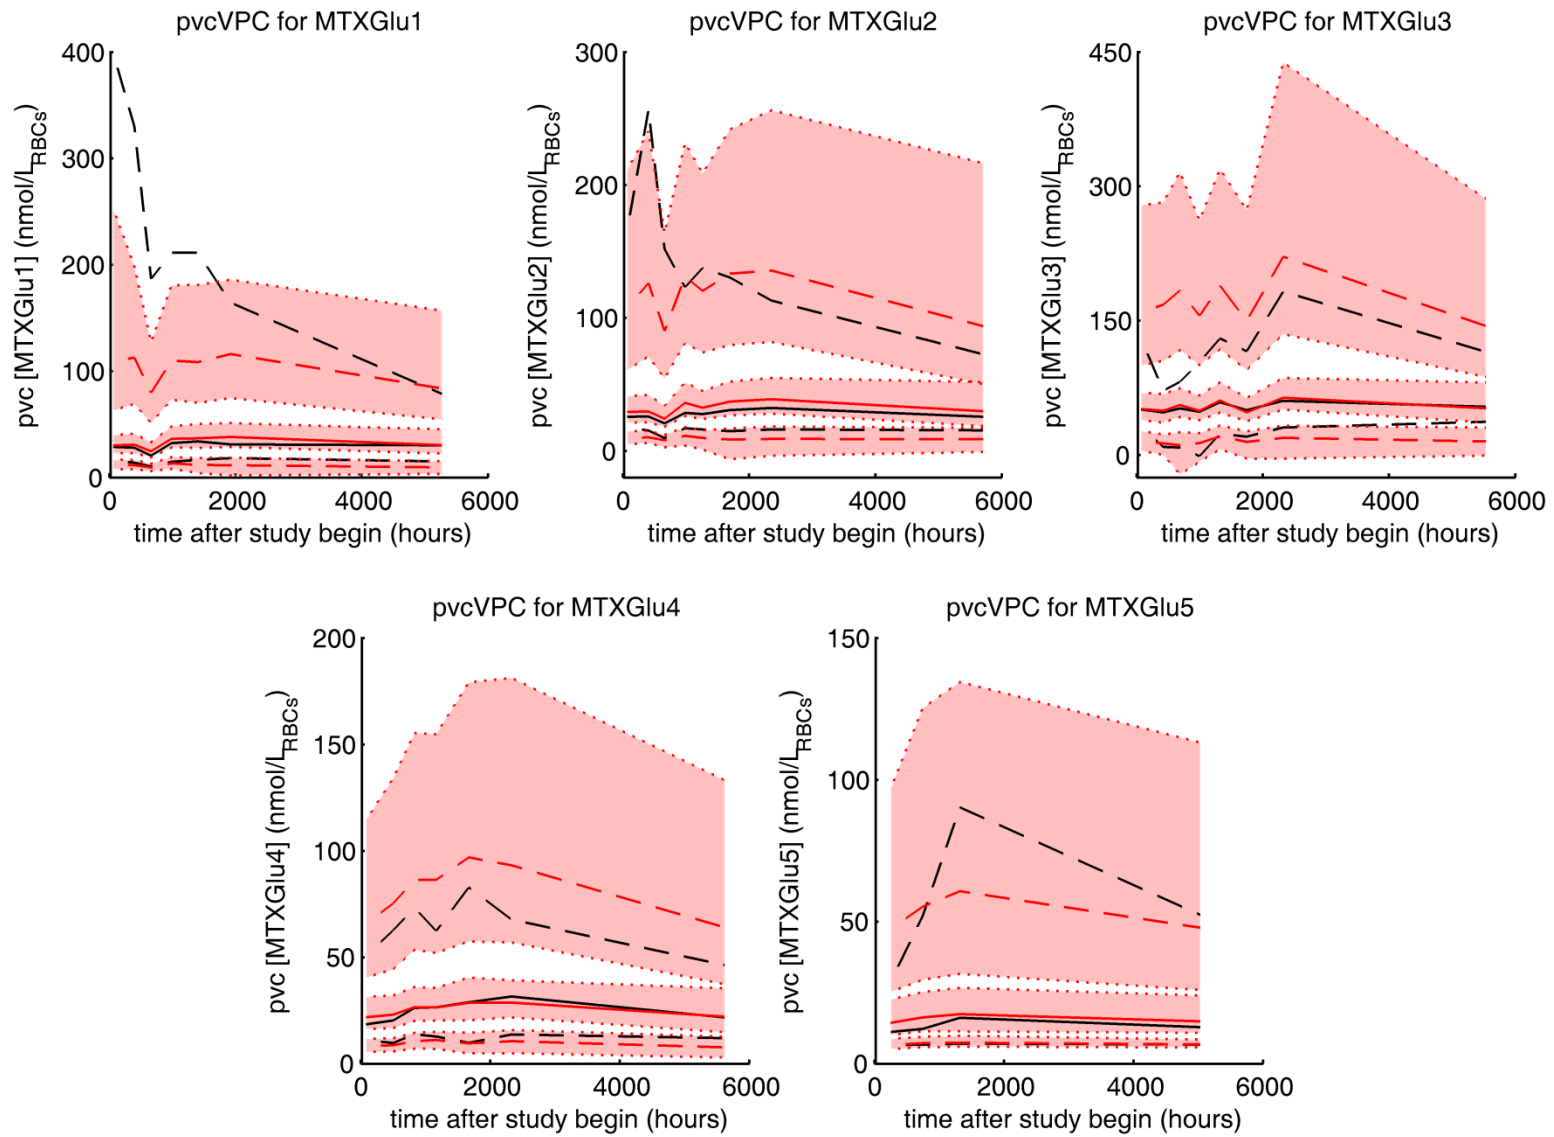 pvcVPC for MTXGlu1
pvc [MTXGlu1] (nmol/L_RBCs)
400
300
200
100
0
0 2000 4000 6000
time after study begin (hours)
pvcVPC for MTXGlu2
pvc [MTXGlu2] (nmol/L_RBCs)
300
200
100
0
0 2000 4000 6000
time after study begin (hours)
pvcVPC for MTXGlu3
pvc [MTXGlu3] (nmol/L_RBCs)
450
300
150
0
0 2000 4000 6000
time after study begin (hours)
pvcVPC for MTXGlu4
pvc [MTXGlu4] (nmol/L_RBCs)
200
150
100
50
0
0 2000 4000 6000
time after study begin (hours)
pvcVPC for MTXGlu5
pvc [MTXGlu5] (nmol/L_RBCs)
150
100
50
0
0 2000 4000 6000
time after study begin (hours)